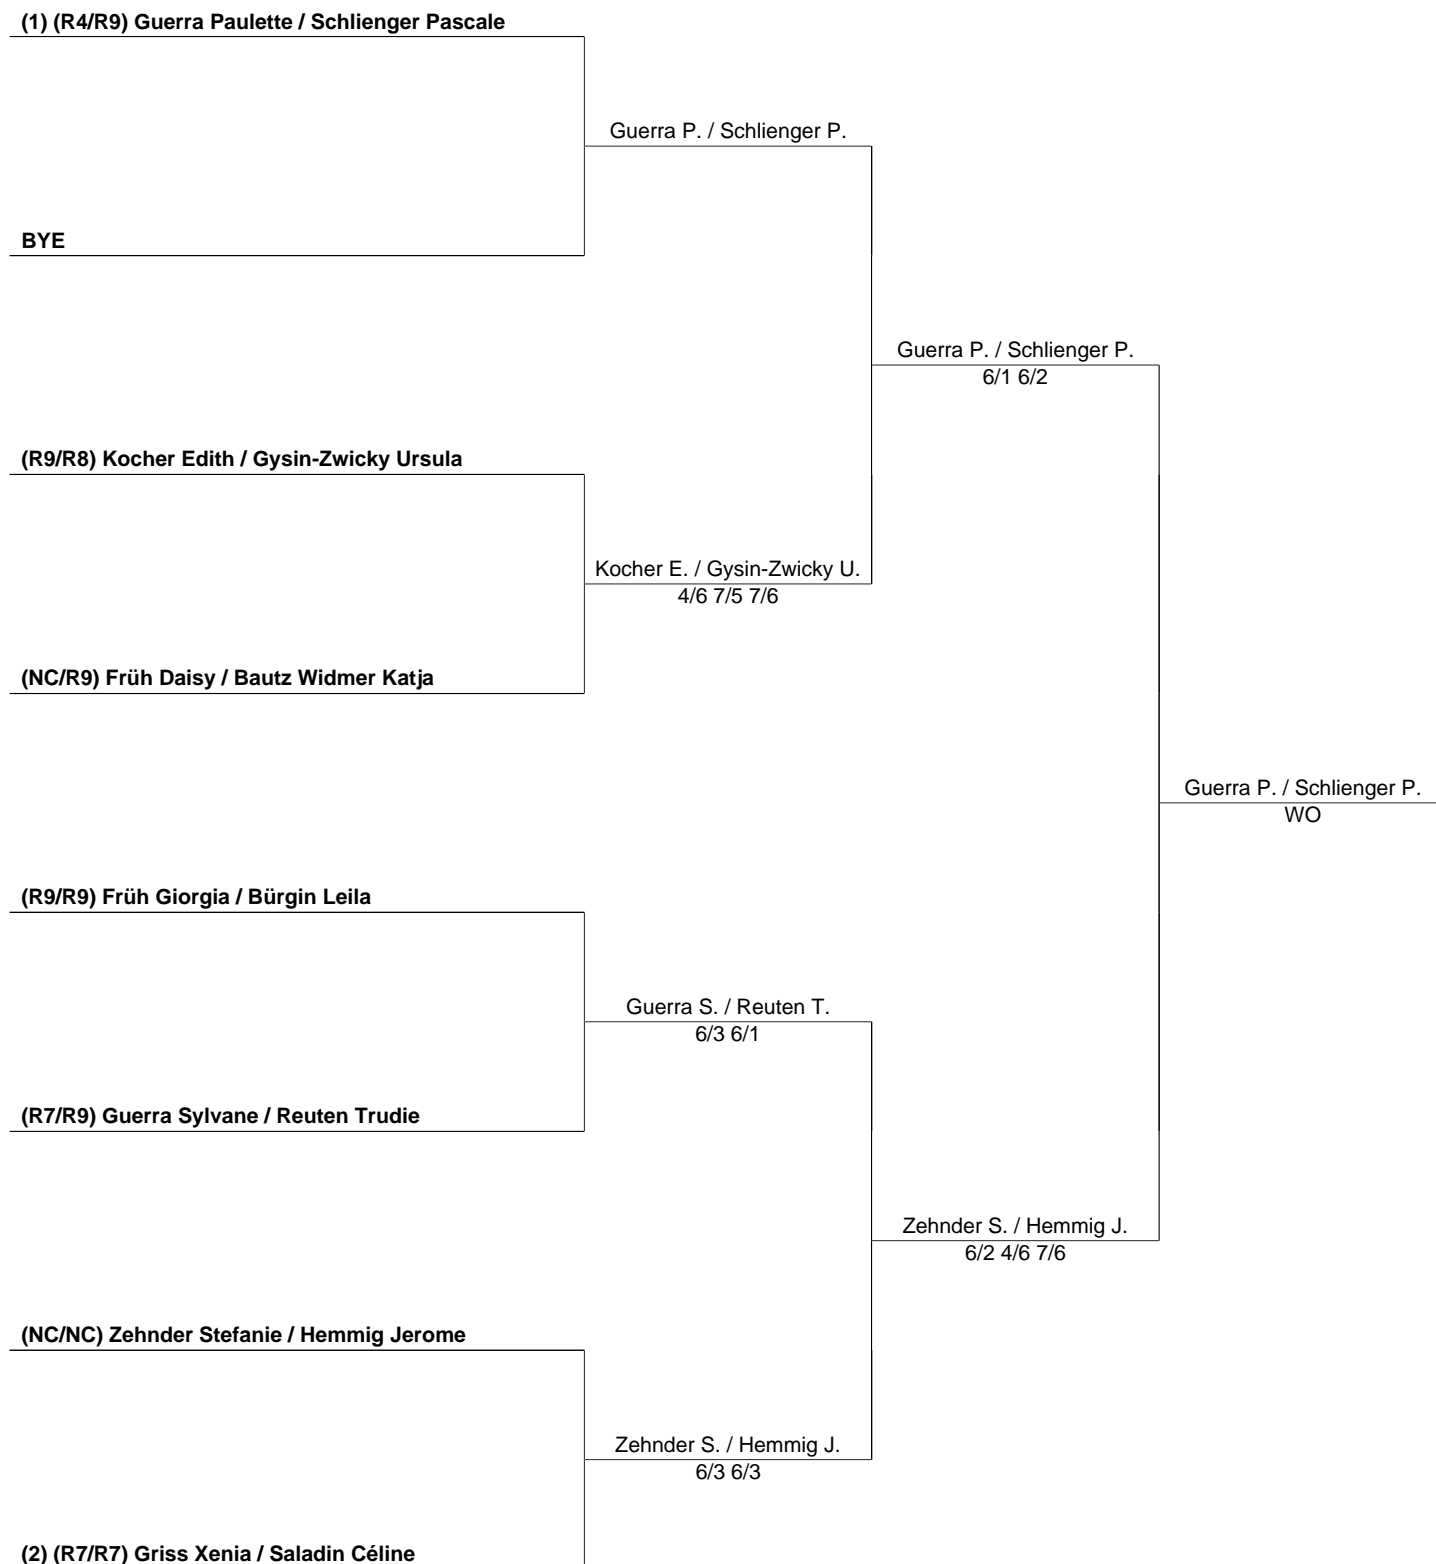 (1) (R4/R9) Guerra Paulette / Schlienger Pascale
Guerra P. / Schlienger P.
BYE
Guerra P. / Schlienger P.
6/1 6/2
(R9/R8) Kocher Edith / Gysin-Zwicky Ursula
Kocher E. / Gysin-Zwicky U.
4/6 7/5 7/6
(NC/R9) Früh Daisy / Bautz Widmer Katja
Guerra P. / Schlienger P.
WO
(R9/R9) Früh Giorgia / Bürgin Leila
Guerra S. / Reuten T.
6/3 6/1
(R7/R9) Guerra Sylvane / Reuten Trudie
Zehnder S. / Hemmig J.
6/2 4/6 7/6
(NC/NC) Zehnder Stefanie / Hemmig Jerome
Zehnder S. / Hemmig J.
6/3 6/3
(2) (R7/R7) Griss Xenia / Saladin Céline